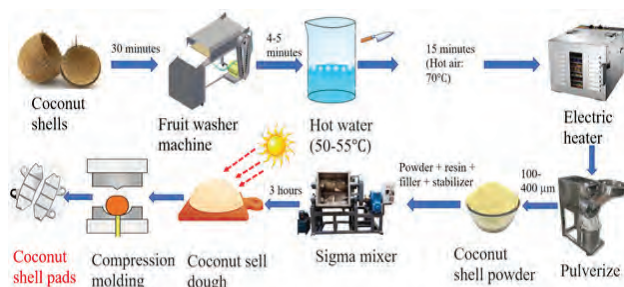 30 minutes
4-5
minutes
15 minutes
(Hot air:
70°C)
Coconut
shells
Fruit washer
machine
Hot water
(50-55°C)
Electric
heater
100-
400 μm
Powder + resin +
filler + stabilizer
3 hours
Coconut
shell pads
Compression
molding
Coconut sell
dough
Sigma mixer
Coconut
shell powder
Pulverize